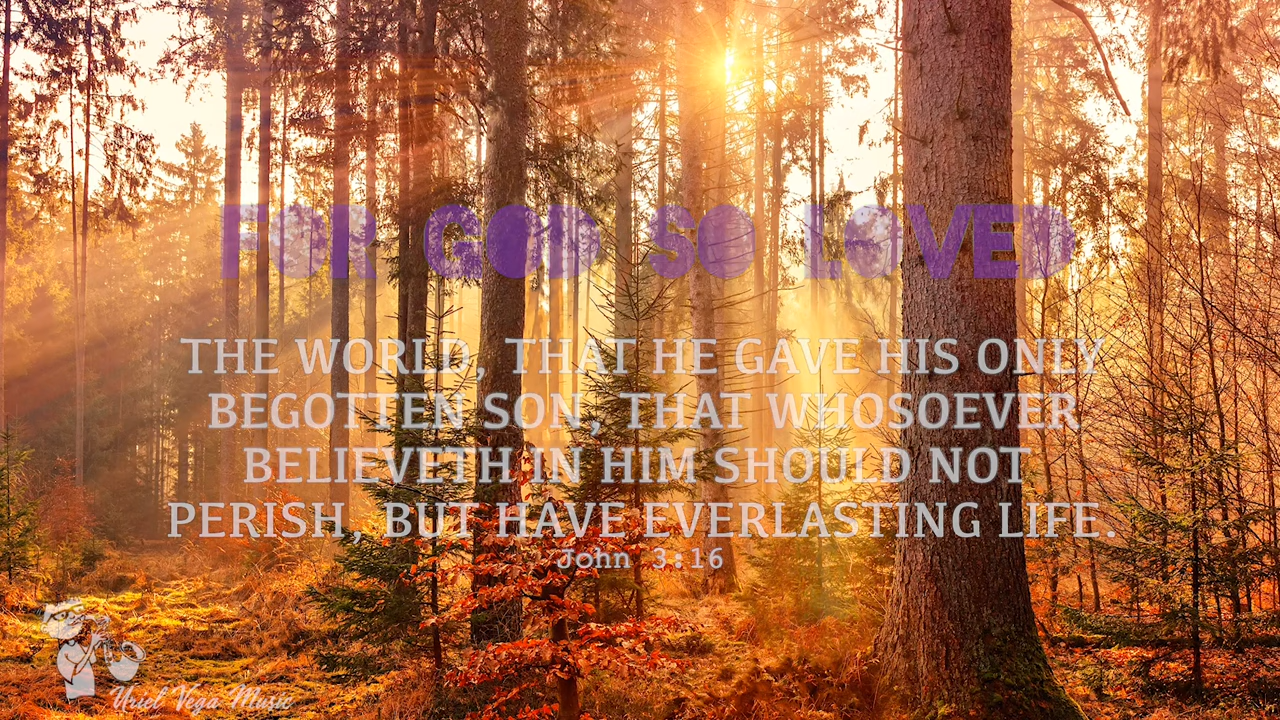 FOR GOD SO LOVED
THE WORLD, THAT HE GAVE HIS ONLY
BEGOTTEN SON, THAT WHOSOEVER
BELIEVETH IN HIM SHOULD NOT
PERISH, BUT HAVE EVERLASTING LIFE.
John 3:16
Uriel Vega Music